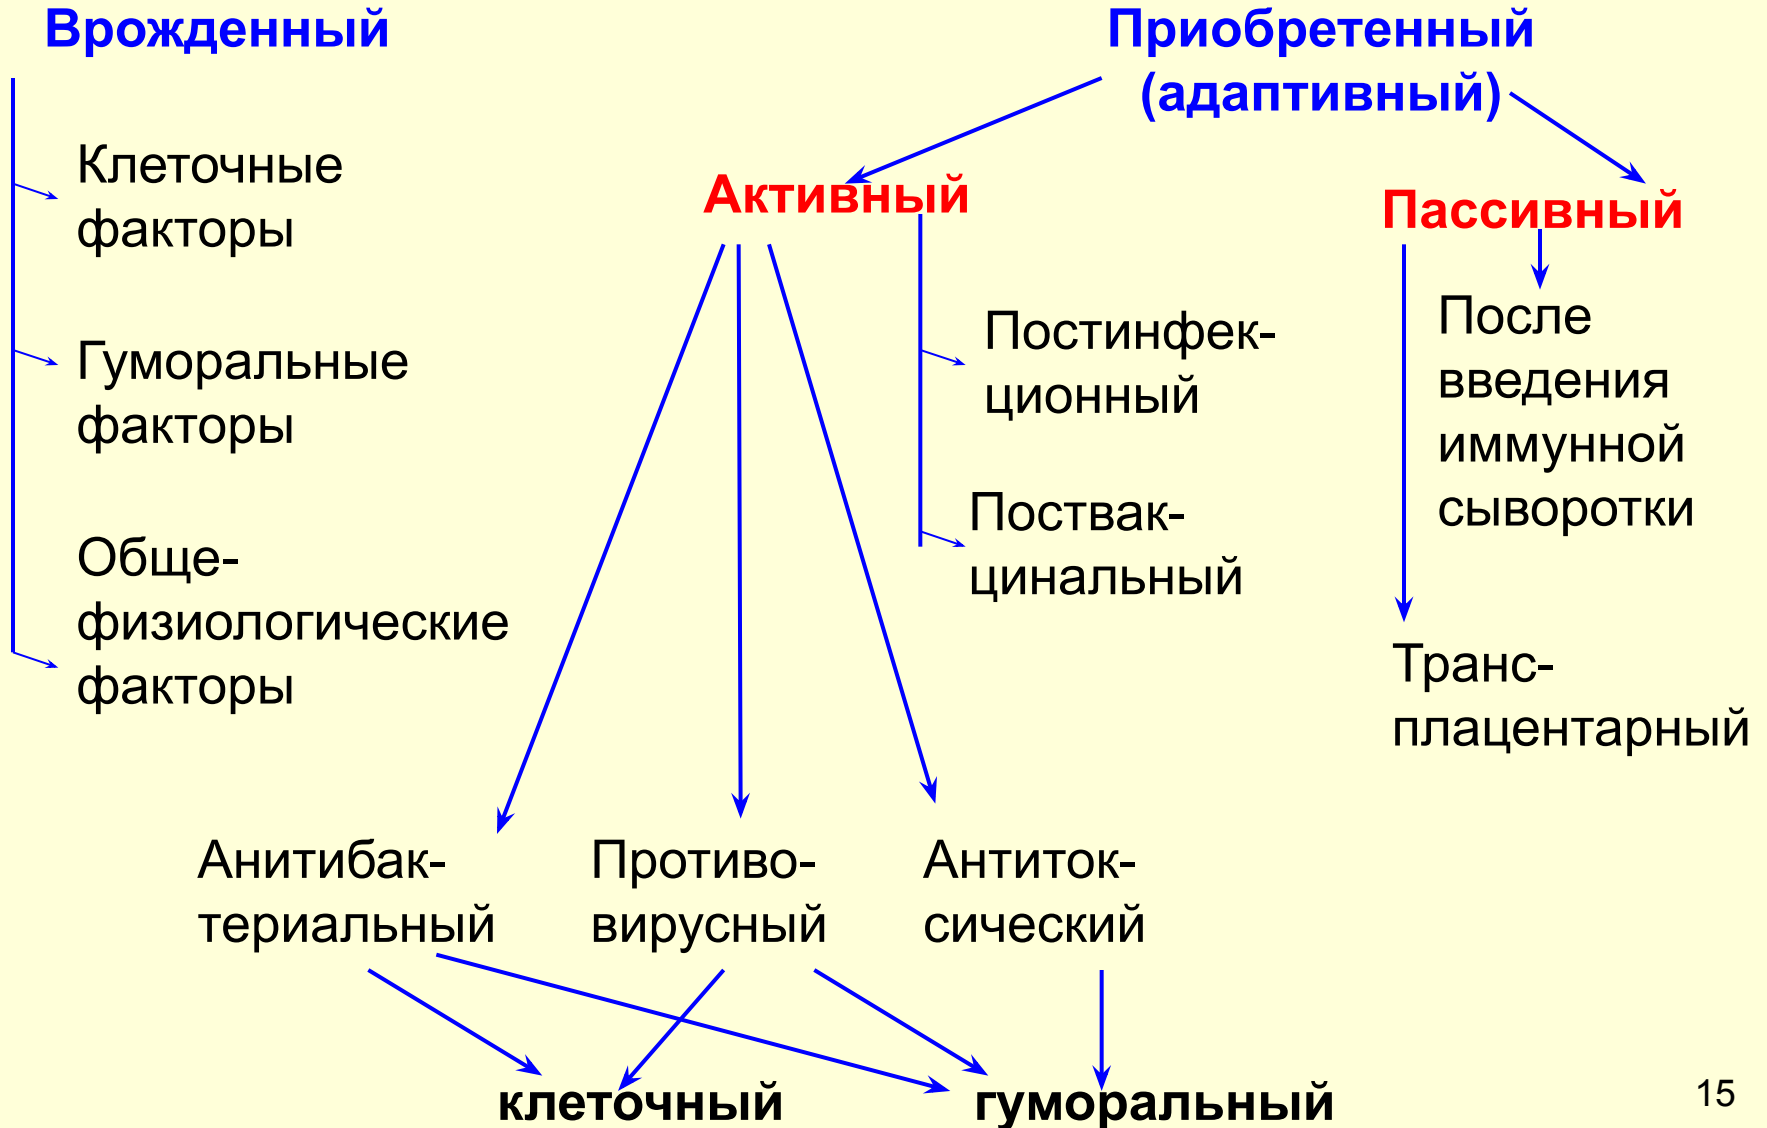 Врожденный
Приобретенный
(адаптивный)
Клеточные
факторы
Гуморальные
факторы
Обще-
физиологические
факторы
Активный
Постинфек-
ционный
Поствак-
цинальный
Пассивный
После
введения
иммунной
сыворотки
Транс-
плацентарный
Анитибак-
териальный
Противо-
вирусный
Антиток-
сический
клеточный
гуморальный
15